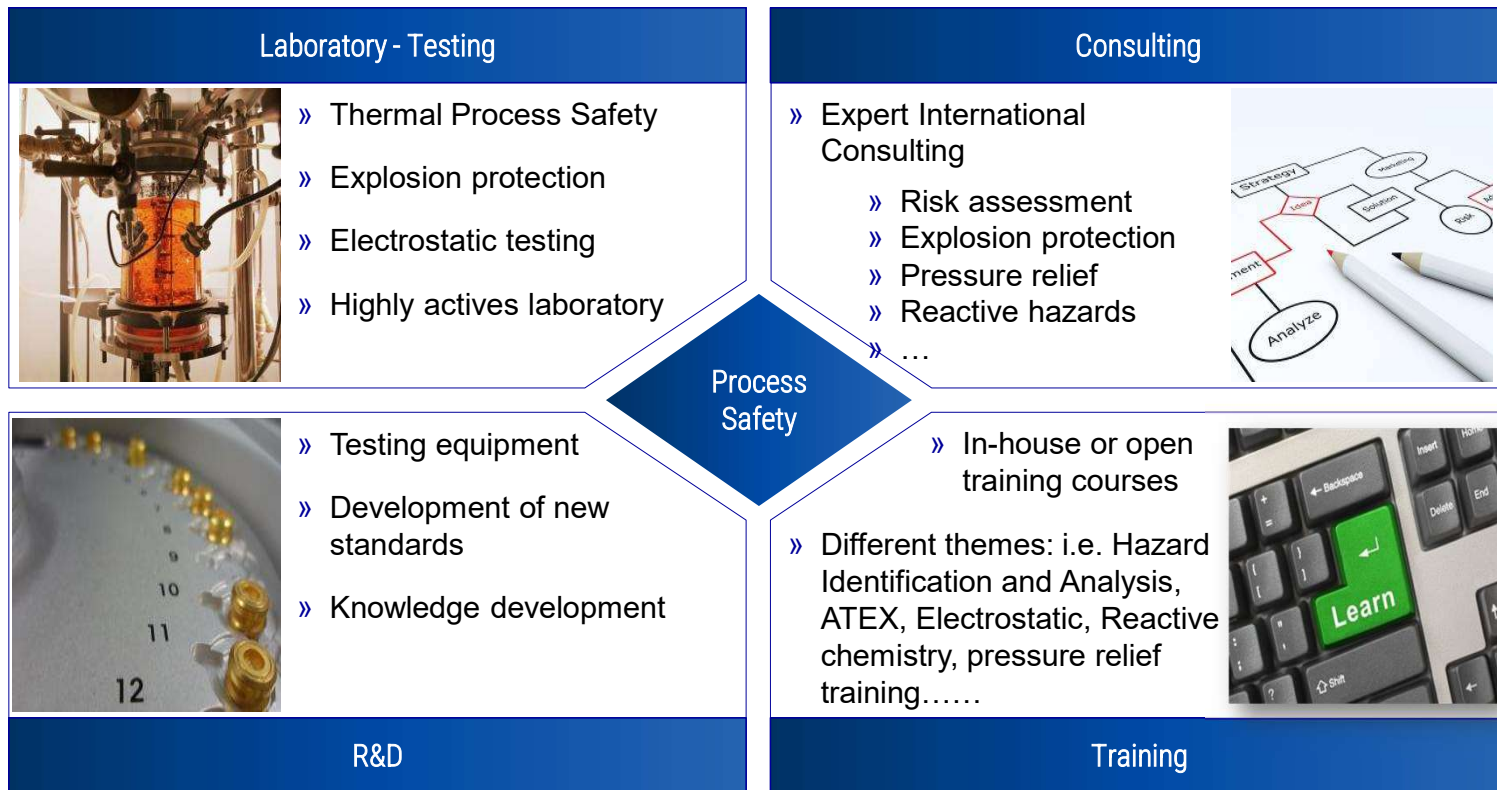 Laboratory - Testing
» Thermal Process Safety
» Explosion protection
» Electrostatic testing
» Highly actives laboratory
Consulting
» Expert International
Consulting
» Risk assessment
» Explosion protection
» Pressure relief
» Reactive hazards
» …
Strategy
Marketing
Idea
Solution
Risk
ment
Analyze
Process
Safety
» Testing equipment
» Development of new
standards
» Knowledge development
8
9
10
11
12
R&D
» In-house or open
training courses
» Different themes: i.e. Hazard
Identification and Analysis,
ATEX, Electrostatic, Reactive
chemistry, pressure relief
training……
Insert
Home
Delete
End
+
=
← Backspace
{
[
}
]
Learn
:
;
"
'
?
/
Shift
Training